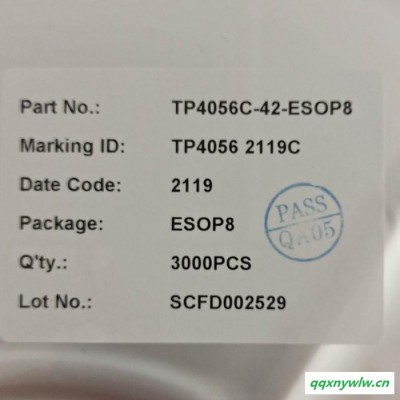 Part No.: TP4056C-42-ESOP8
Marking ID: TP4056 2119C
Date Code: 2119
Package: ESOP8
Q'ty.: 3000PCS
Lot No.: SCFD002529
PASS
QA05
qqxnywlw.cn